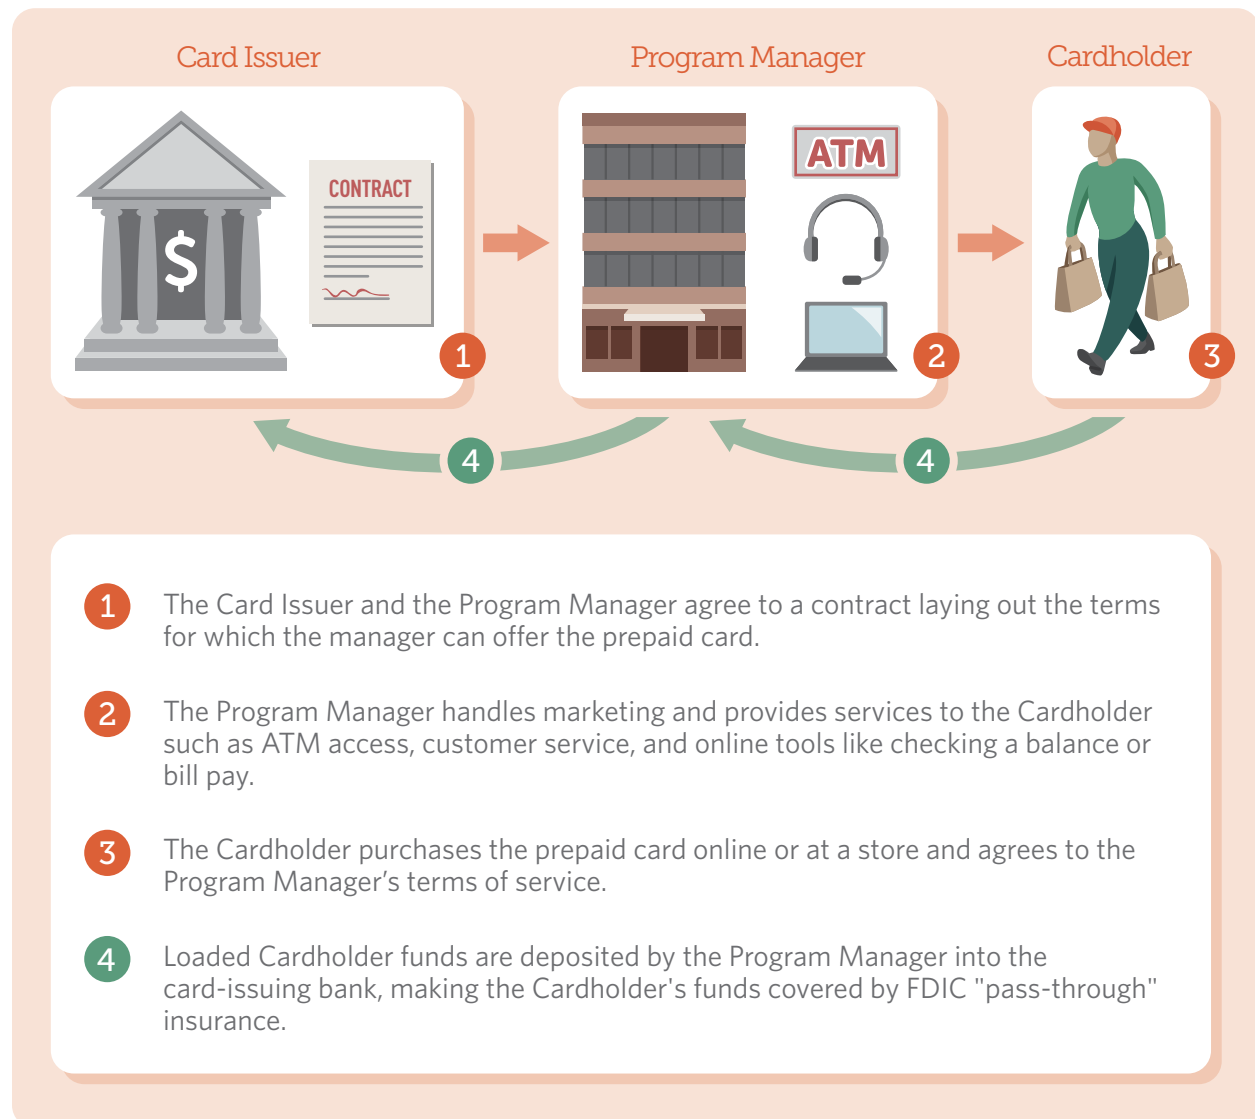 Card Issuer
Program Manager
Cardholder
$
CONTRACT
ATM
1
2
3
4
4
1
The Card Issuer and the Program Manager agree to a contract laying out the terms
for which the manager can offer the prepaid card.
2
The Program Manager handles marketing and provides services to the Cardholder
such as ATM access, customer service, and online tools like checking a balance or
bill pay.
3
The Cardholder purchases the prepaid card online or at a store and agrees to the
Program Manager’s terms of service.
4
Loaded Cardholder funds are deposited by the Program Manager into the
card-issuing bank, making the Cardholder's funds covered by FDIC "pass-through"
insurance.